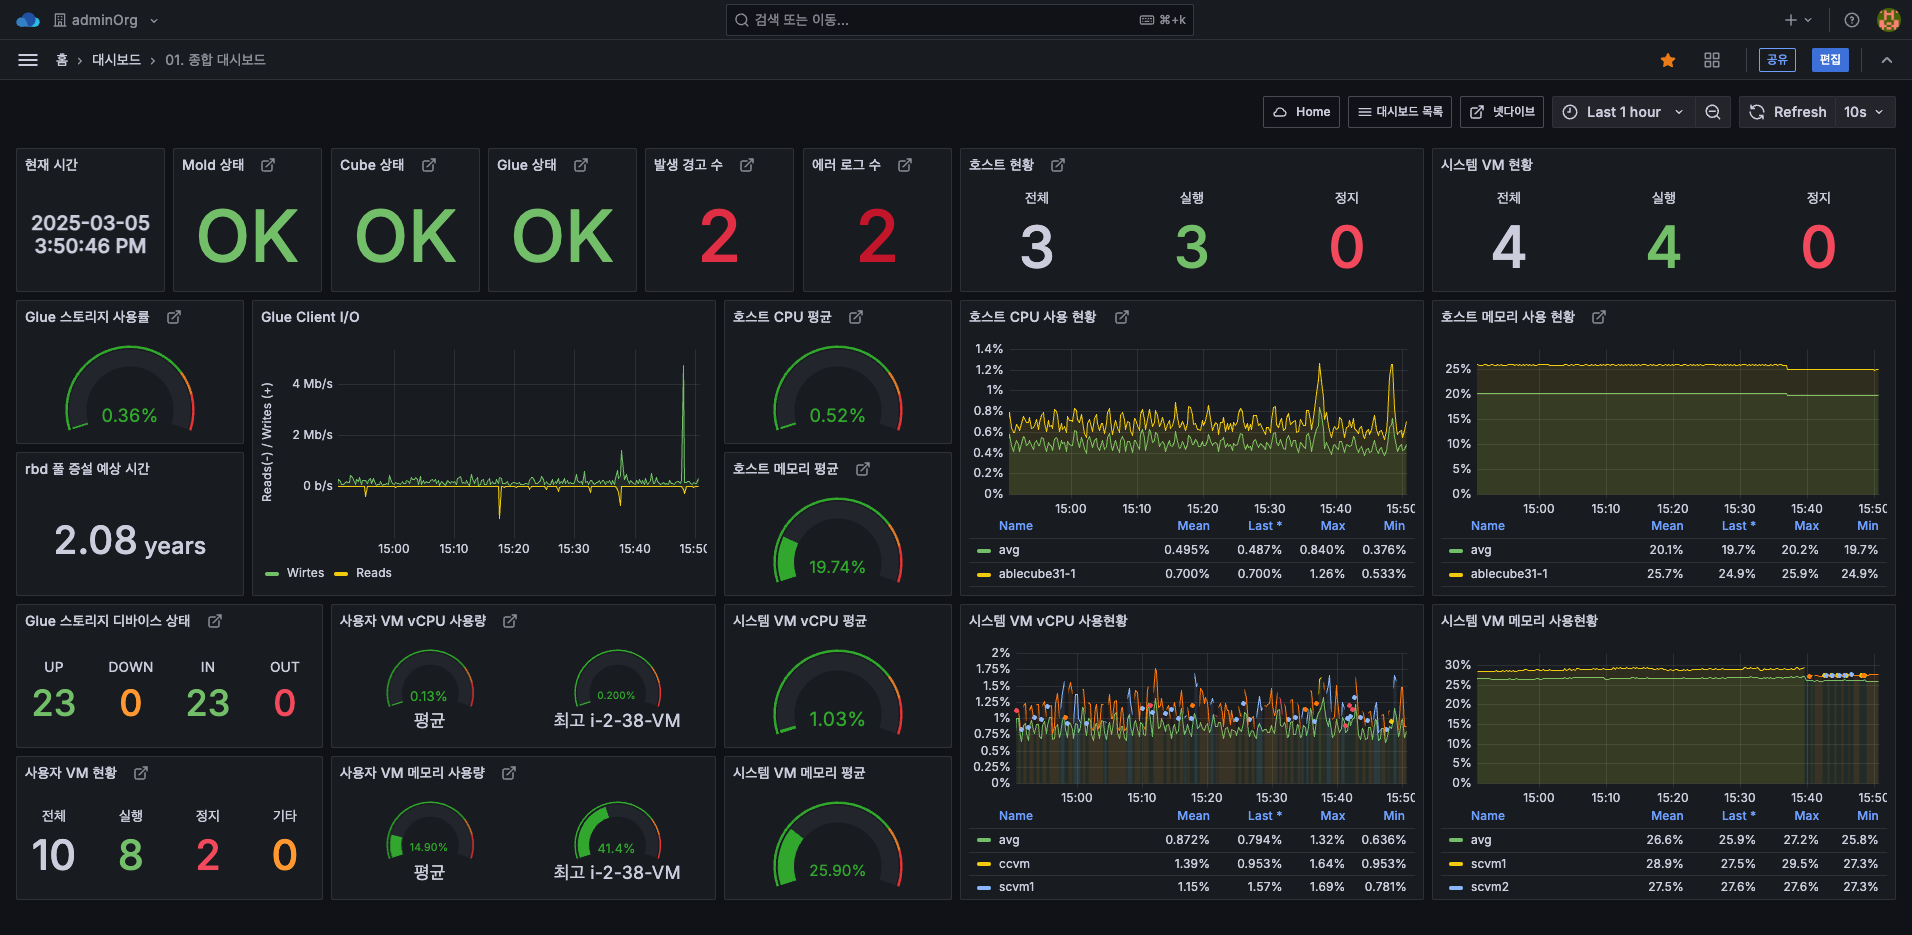 adminOrg
검색 또는 이동...
⌘+k
홈 › 대시보드 › 01. 종합 대시보드
공유
편집
Home
대시보드 목록
넷다이브
Last 1 hour
Refresh
10s
현재 시간
2025-03-05
3:50:46 PM
Mold 상태
OK
Cube 상태
OK
Glue 상태
OK
발생 경고 수
2
에러 로그 수
2
호스트 현황
전체 실행 정지
3 3 0
시스템 VM 현황
전체 실행 정지
4 4 0
Glue 스토리지 사용률
0.36%
rbd 풀 증설 예상 시간
2.08 years
Glue Client I/O
Reads(-) / Writes (+)
4 Mb/s
2 Mb/s
0 b/s
15:00 15:10 15:20 15:30 15:40 15:50
Wirtes Reads
호스트 CPU 평균
0.52%
호스트 메모리 평균
19.74%
호스트 CPU 사용 현황
1.4%
1.2%
1%
0.8%
0.6%
0.4%
0.2%
0%
15:00 15:10 15:20 15:30 15:40 15:50
Name Mean Last * Max Min
avg 0.495% 0.487% 0.840% 0.376%
ablecube31-1 0.700% 0.700% 1.26% 0.533%
호스트 메모리 사용 현황
25%
20%
15%
10%
5%
0%
15:00 15:10 15:20 15:30 15:40 15:50
Name Mean Last * Max Min
avg 20.1% 19.7% 20.2% 19.7%
ablecube31-1 25.7% 24.9% 25.9% 24.9%
Glue 스토리지 디바이스 상태
UP DOWN IN OUT
23 0 23 0
사용자 VM vCPU 사용량
0.13%
평균
0.200%
최고 i-2-38-VM
시스템 VM vCPU 평균
1.03%
시스템 VM vCPU 사용현황
2%
1.75%
1.5%
1.25%
1%
0.75%
0.5%
0.25%
0%
15:00 15:10 15:20 15:30 15:40 15:50
Name Mean Last * Max Min
avg 0.872% 0.794% 1.32% 0.636%
ccvm 1.39% 0.953% 1.64% 0.953%
scvm1 1.15% 1.57% 1.69% 0.781%
시스템 VM 메모리 사용현황
30%
25%
20%
15%
10%
5%
0%
15:00 15:10 15:20 15:30 15:40 15:50
Name Mean Last * Max Min
avg 26.6% 25.9% 27.2% 25.8%
scvm1 28.9% 27.5% 29.5% 27.3%
scvm2 27.5% 27.6% 27.6% 27.3%
사용자 VM 현황
전체 실행 정지 기타
10 8 2 0
사용자 VM 메모리 사용량
14.90%
평균
41.4%
최고 i-2-38-VM
시스템 VM 메모리 평균
25.90%